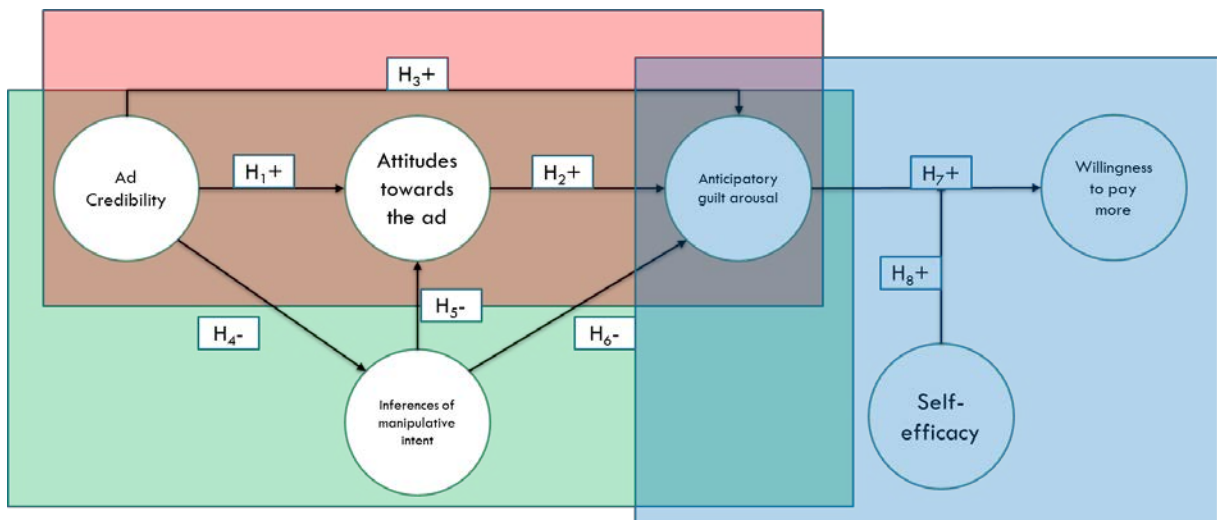 H₃+
Ad
Credibility
H₁+
Attitudes
towards
the ad
H₂+
Anticipatory
guilt arousal
H₇+
Willingness
to pay
more
H₄-
H₅-
H₆-
H₈+
Inferences of
manipulative
intent
Self-
efficacy